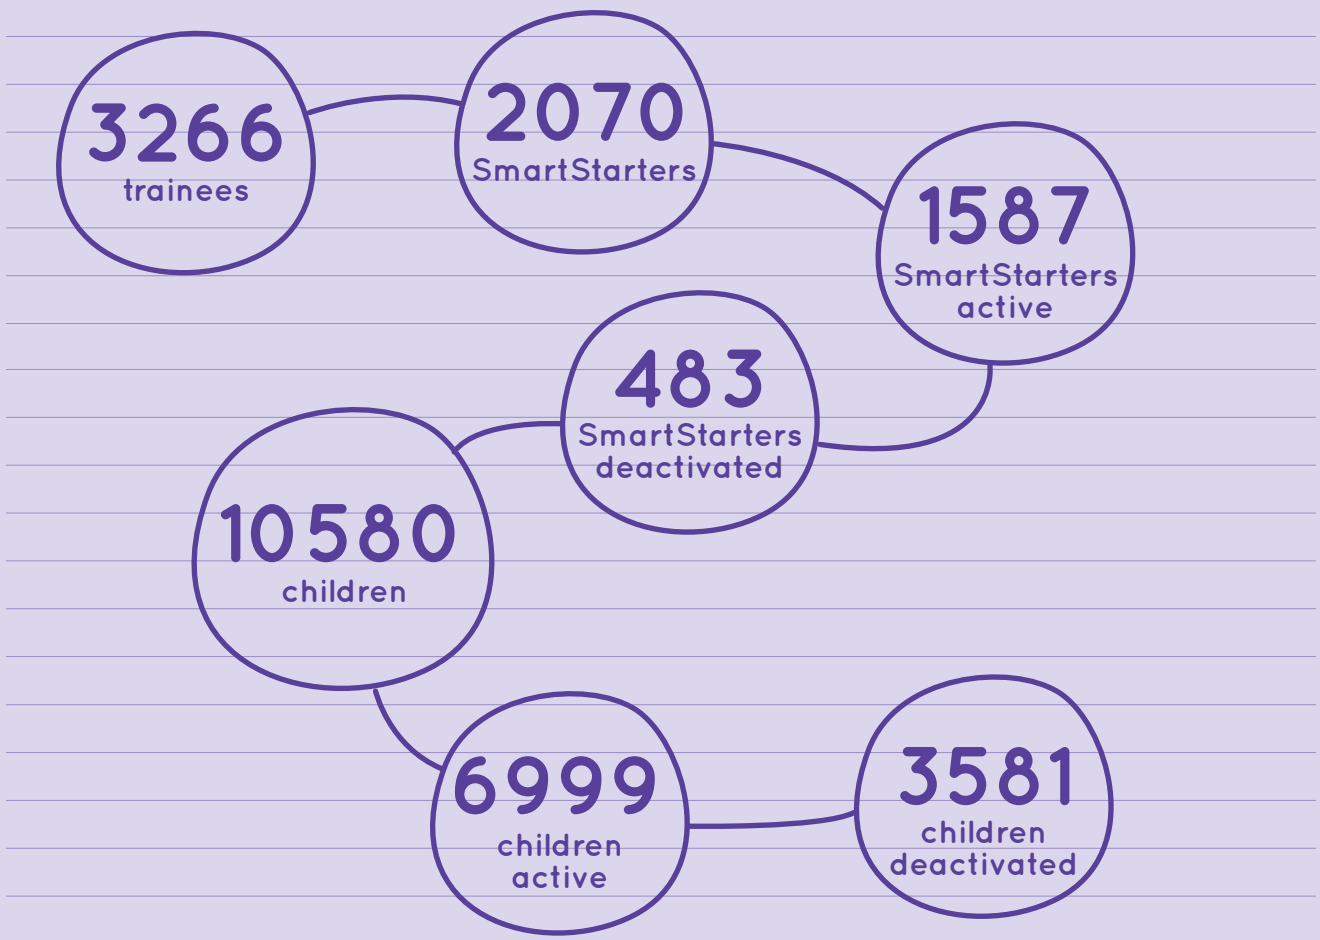 3266
trainees
2070
SmartStarters
1587
SmartStarters
active
483
SmartStarters
deactivated
10580
children
6999
children
active
3581
children
deactivated